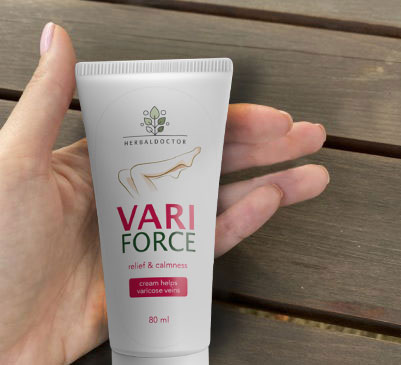 HERBALDOCTOR
VARI
FORCE
relief & calmness
cream helps
varicose veins
80 ml